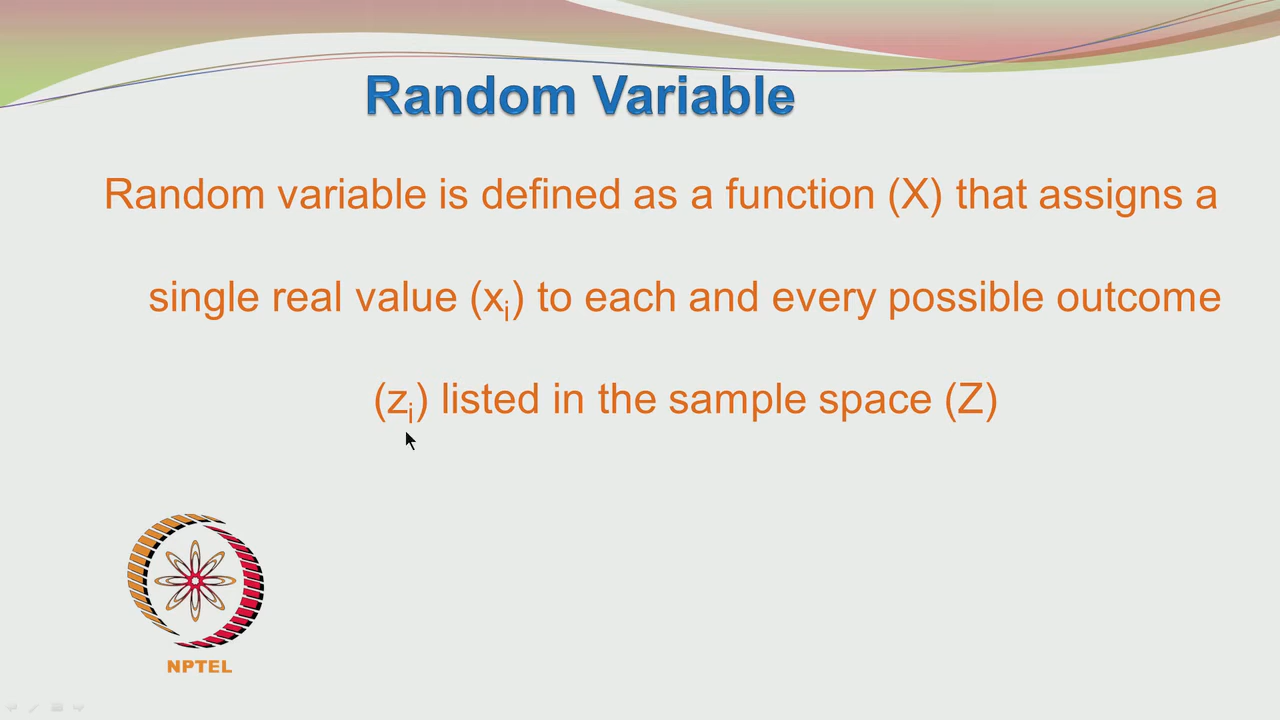 Random Variable
Random variable is defined as a function (X) that assigns a
single real value (xᵢ) to each and every possible outcome
(zᵢ) listed in the sample space (Z)
NPTEL